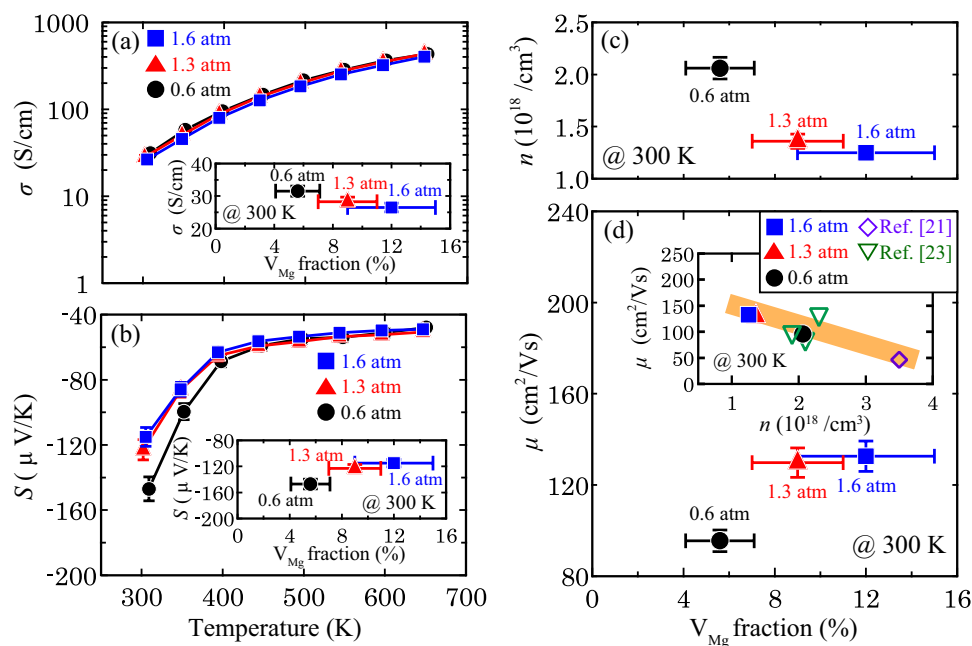 (a)
1.6 atm
1.3 atm
0.6 atm
1000
100
10
1
σ (S/cm)
40
30
20
σ (S/cm)
0.6 atm
1.3 atm
1.6 atm
@ 300 K
0 4 8 12 16
V_Mg fraction (%)
(b)
-40
-80
-120
-160
-200
S ( μ V/K)
1.6 atm
1.3 atm
0.6 atm
-80
-120
-160
-200
S ( μ V/K)
1.3 atm
0.6 atm
1.6 atm
@ 300 K
0 4 8 12 16
V_Mg fraction (%)
300 400 500 600 700
Temperature (K)
(c)
2.5
2.0
1.5
1.0
n (10^18 /cm^3)
0.6 atm
1.3 atm
1.6 atm
@ 300 K
(d)
240
200
160
120
80
μ (cm^2/Vs)
1.6 atm
1.3 atm
0.6 atm
Ref. [21]
Ref. [23]
250
200
150
100
50
0
μ (cm^2/Vs)
@ 300 K
1 2 3 4
n (10^18 /cm^3)
1.3 atm
1.6 atm
0.6 atm
@ 300 K
0 4 8 12 16
V_Mg fraction (%)